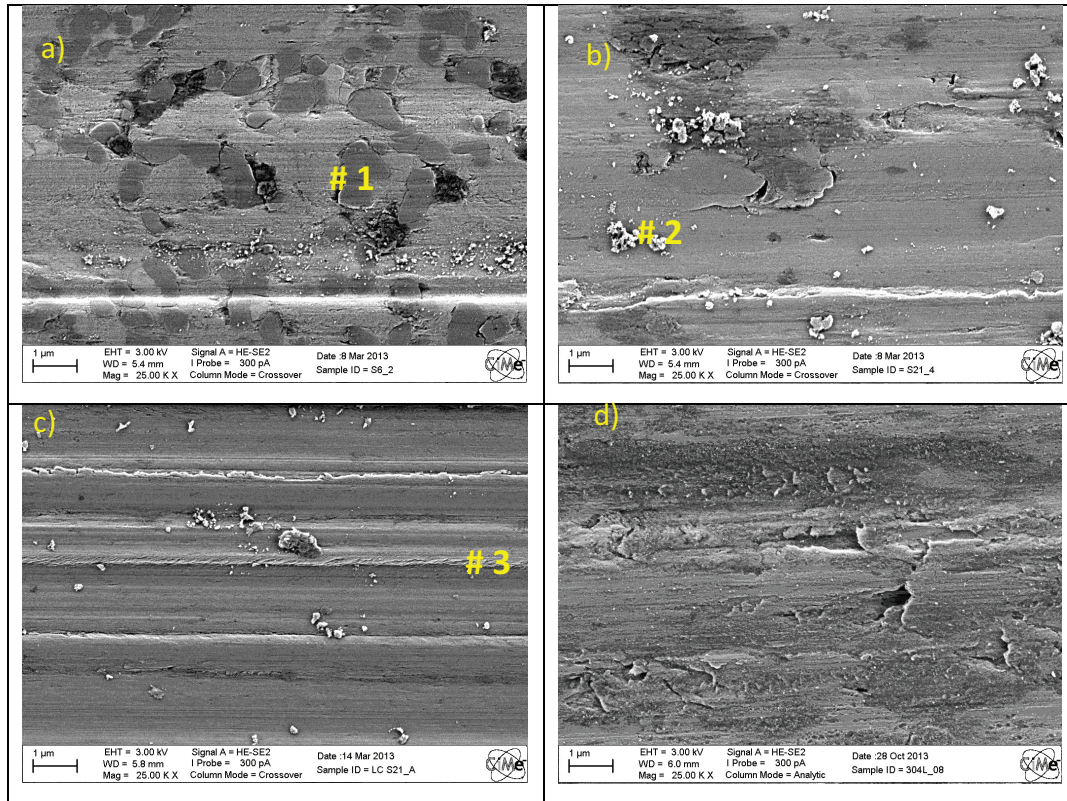 a)
# 1
1 µm
EHT = 3.00 kV
WD = 5.4 mm
Mag = 25.00 K X
Signal A = HE-SE2
I Probe = 300 pA
Column Mode = Crossover
Date :8 Mar 2013
Sample ID = S6_2
CiMe
b)
# 2
1 µm
EHT = 3.00 kV
WD = 5.4 mm
Mag = 25.00 K X
Signal A = HE-SE2
I Probe = 300 pA
Column Mode = Crossover
Date :8 Mar 2013
Sample ID = S21_4
CiMe
c)
# 3
1 µm
EHT = 3.00 kV
WD = 5.8 mm
Mag = 25.00 K X
Signal A = HE-SE2
I Probe = 300 pA
Column Mode = Crossover
Date :14 Mar 2013
Sample ID = LC S21_A
CiMe
d)
1 µm
EHT = 3.00 kV
WD = 6.0 mm
Mag = 25.00 K X
Signal A = HE-SE2
I Probe = 300 pA
Column Mode = Analytic
Date :28 Oct 2013
Sample ID = 304L_08
CiMe